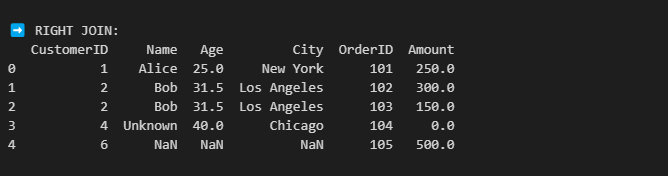 ➡️ RIGHT JOIN:
   CustomerID     Name   Age         City  OrderID  Amount
0           1    Alice  25.0     New York      101   250.0
1           2      Bob  31.5  Los Angeles      102   300.0
2           2      Bob  31.5  Los Angeles      103   150.0
3           4  Unknown  40.0      Chicago      104     0.0
4           6      NaN   NaN          NaN      105   500.0